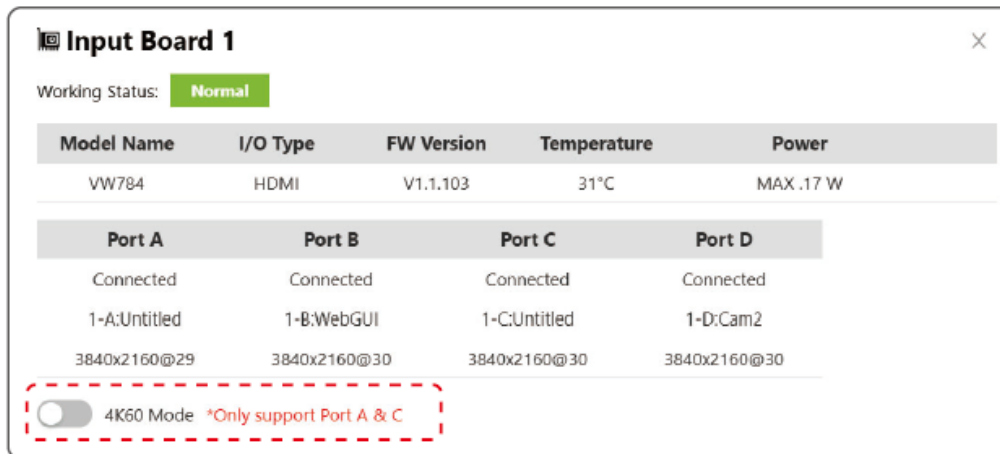 Input Board 1
Working Status: Normal
Model Name I/O Type FW Version Temperature Power
VW784 HDMI V1.1.103 31°C MAX .17 W
Port A Port B Port C Port D
Connected Connected Connected Connected
1-A:Untitled 1-B:WebGUI 1-C:Untitled 1-D:Cam2
3840x2160@29 3840x2160@30 3840x2160@30 3840x2160@30
4K60 Mode *Only support Port A & C